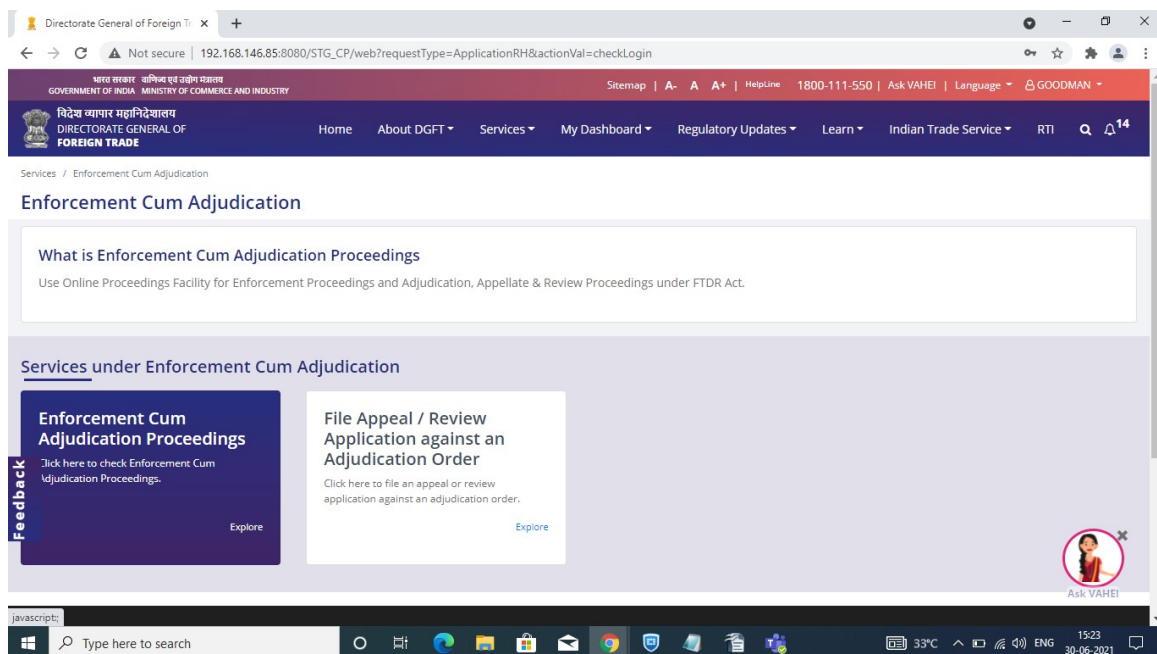 Directorate General of Foreign Tr
Not secure | 192.168.146.85:8080/STG_CP/web?requestType=ApplicationRH&actionVal=checkLogin
भारत सरकार वाणिज्य एवं उद्योग मंत्रालय
GOVERNMENT OF INDIA MINISTRY OF COMMERCE AND INDUSTRY
Sitemap | A- A A+ | HelpLine 1800-111-550 | Ask VAHEI | Language GOODMAN
विदेश व्यापार महानिदेशालय
DIRECTORATE GENERAL OF
FOREIGN TRADE
Home About DGFT Services My Dashboard Regulatory Updates Learn Indian Trade Service RTI 14
Services / Enforcement Cum Adjudication
Enforcement Cum Adjudication
What is Enforcement Cum Adjudication Proceedings
Use Online Proceedings Facility for Enforcement Proceedings and Adjudication, Appellate & Review Proceedings under FTDR Act.
Services under Enforcement Cum Adjudication
Enforcement Cum
Adjudication Proceedings
Click here to check Enforcement Cum
Adjudication Proceedings.
Explore
File Appeal / Review
Application against an
Adjudication Order
Click here to file an appeal or review
application against an adjudication order.
Explore
Feedback
Ask VAHEI
javascript:;
Type here to search
33°C ENG 15:23
30-06-2021